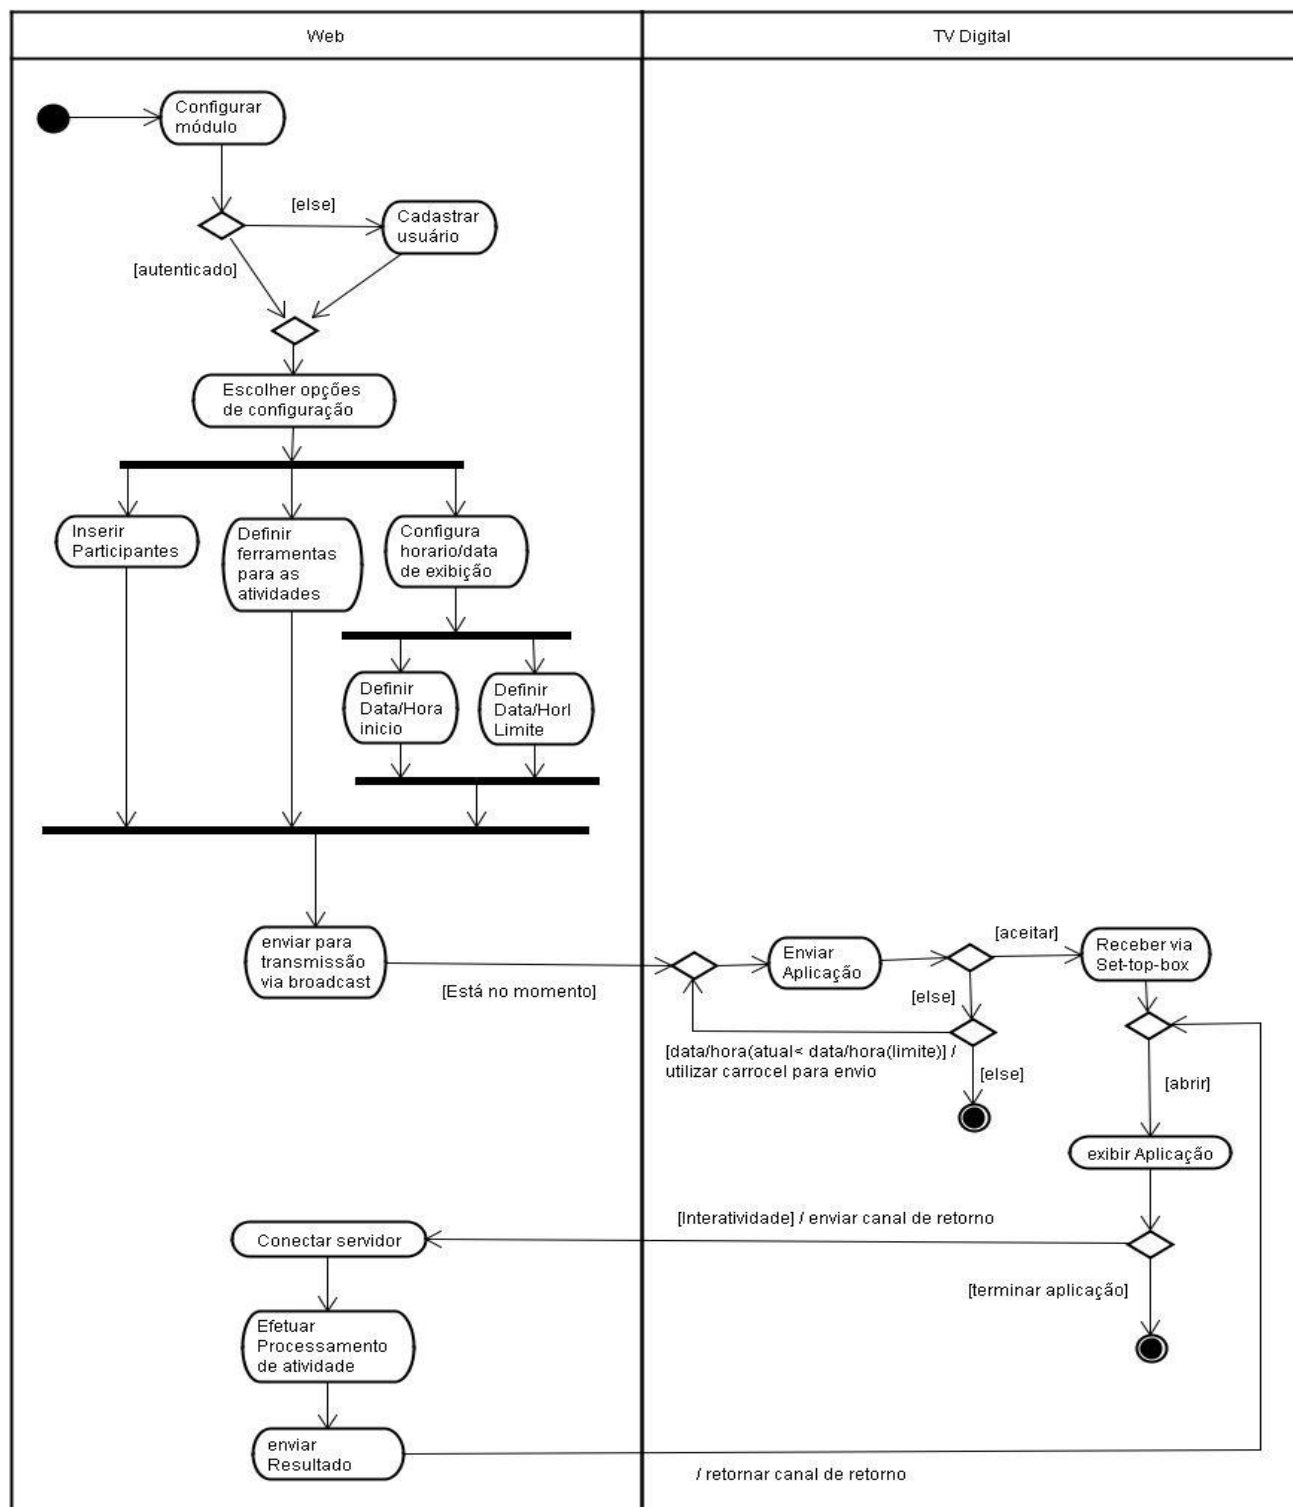 Web
TV Digital
Configurar
módulo
[else]
Cadastrar
usuário
[autenticado]
Escolher opções
de configuração
Inserir
Participantes
Definir
ferramentas
para as
atividades
Configura
horario/data
de exibição
Definir
Data/Hora
inicio
Definir
Data/Horl
Limite
enviar para
transmissão
via broadcast
[Está no momento]
Enviar
Aplicação
[aceitar]
Receber via
Set-top-box
[else]
[data/hora(atual< data/hora(limite)] /
utilizar carrocel para envio
[else]
[abrir]
exibir Aplicação
[Interatividade] / enviar canal de retorno
Conectar servidor
[terminar aplicação]
Efetuar
Processamento
de atividade
enviar
Resultado
/ retornar canal de retorno